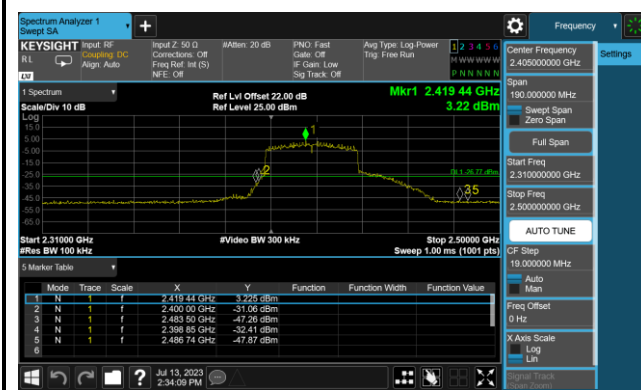 Spectrum Analyzer 1
Swept SA
+
Frequency
KEYSIGHT
RL
Input: RF
Coupling: DC
Align: Auto
Input Z: 50 Ω
Corrections: Off
Freq Ref: Int (S)
NFE: Off
#Atten: 20 dB
PNO: Fast
Gate: Off
IF Gain: Low
Sig Track: Off
Avg Type: Log-Power
Trig: Free Run
1 2 3 4 5 6
M W W W W W
P N N N N N
Center Frequency
2.405000000 GHz
Settings
Span
190.000000 MHz
Swept Span
Zero Span
Full Span
Start Freq
2.310000000 GHz
Stop Freq
2.500000000 GHz
AUTO TUNE
CF Step
19.000000 MHz
Auto
Man
Freq Offset
0 Hz
X Axis Scale
Log
Lin
Signal Track
(Span Zoom)
1 Spectrum
Scale/Div 10 dB
Ref Lvl Offset 22.00 dB
Ref Level 25.00 dBm
Mkr1 2.419 44 GHz
3.22 dBm
Log
15.0
5.00
-5.00
-15.0
-25.0
-35.0
-45.0
-55.0
-65.0
1
2
3
5
DL1 -26.77 dBm
Start 2.31000 GHz
#Res BW 100 kHz
#Video BW 300 kHz
Stop 2.50000 GHz
Sweep 1.00 ms (1001 pts)
5 Marker Table
Mode Trace Scale X Y Function Function Width Function Value
1 N 1 f 2.419 44 GHz 3.225 dBm
2 N 1 f 2.400 00 GHz -31.06 dBm
3 N 1 f 2.483 50 GHz -47.26 dBm
4 N 1 f 2.398 85 GHz -32.41 dBm
5 N 1 f 2.486 74 GHz -47.87 dBm
6
?
Jul 13, 2023
2:34:09 PM